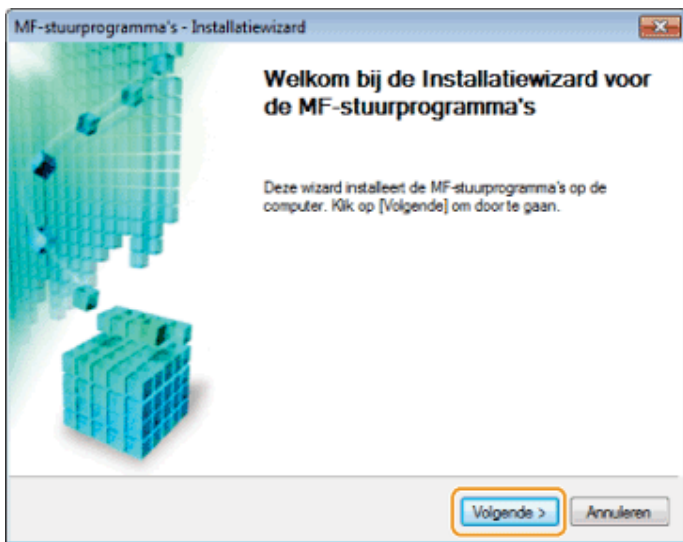 MF-stuurprogramma's - Installatiewizard
Welkom bij de Installatiewizard voor
de MF-stuurprogramma's
Deze wizard installeert de MF-stuurprogramma's op de
computer. Klik op [Volgende] om door te gaan.
Volgende >
Annuleren